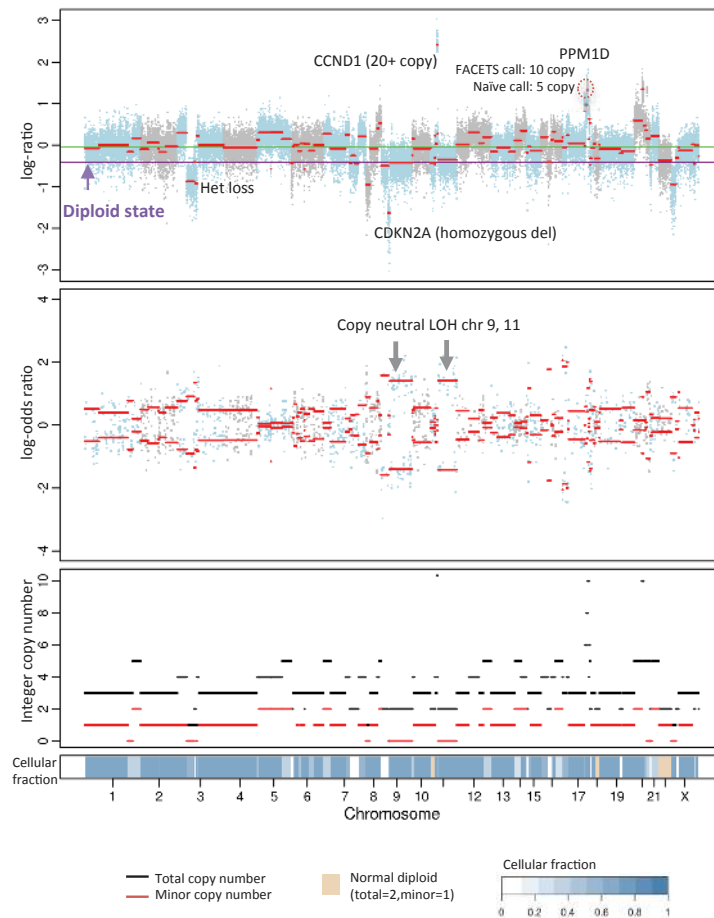 3
2
1
0
-1
-2
-3
log-ratio
CCND1 (20+ copy)
PPM1D
FACETS call: 10 copy
Naïve call: 5 copy
Het loss
Diploid state
CDKN2A (homozygous del)
4
2
0
-2
-4
log-odds ratio
Copy neutral LOH chr 9, 11
10
8
6
4
2
0
Integer copy number
Cellular
fraction
1 2 3 4 5 6 7 8 9 10 12 13 15 17 19 21 X
Chromosome
Total copy number
Minor copy number
Normal diploid
(total=2,minor=1)
Cellular fraction
0 0.2 0.4 0.6 0.8 1